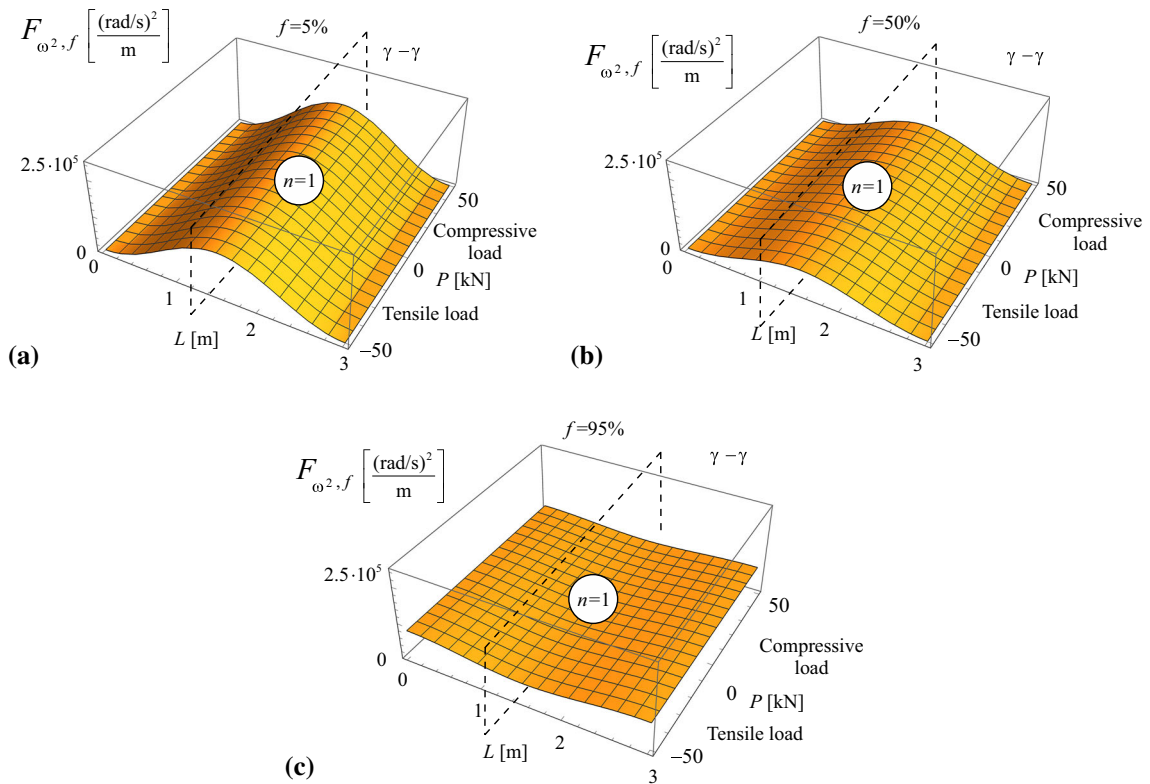 F ω², f [ (rad/s)² / m ]
f=5%
γ – γ
2.5·10⁵
n=1
50
Compressive
load
0
0
0
P [kN]
1
Tensile load
L [m]
2
–50
3
(a)
F ω², f [ (rad/s)² / m ]
f=50%
γ – γ
2.5·10⁵
n=1
50
Compressive
load
0
0
0
P [kN]
1
Tensile load
L [m]
2
–50
3
(b)
f=95%
γ – γ
F ω², f [ (rad/s)² / m ]
2.5·10⁵
n=1
50
Compressive
load
0
0
0
P [kN]
1
Tensile load
L [m]
2
–50
3
(c)